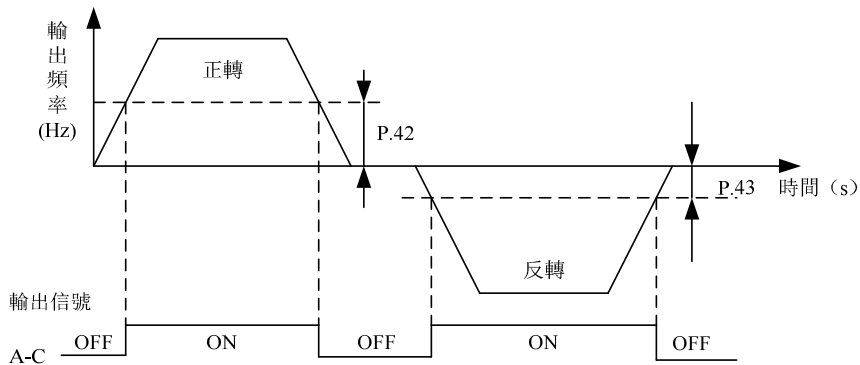 輸出頻率
(Hz)
正轉
P.42
P.43
時間（s）
反轉
輸出信號
A-C
OFF
ON
OFF
ON
OFF